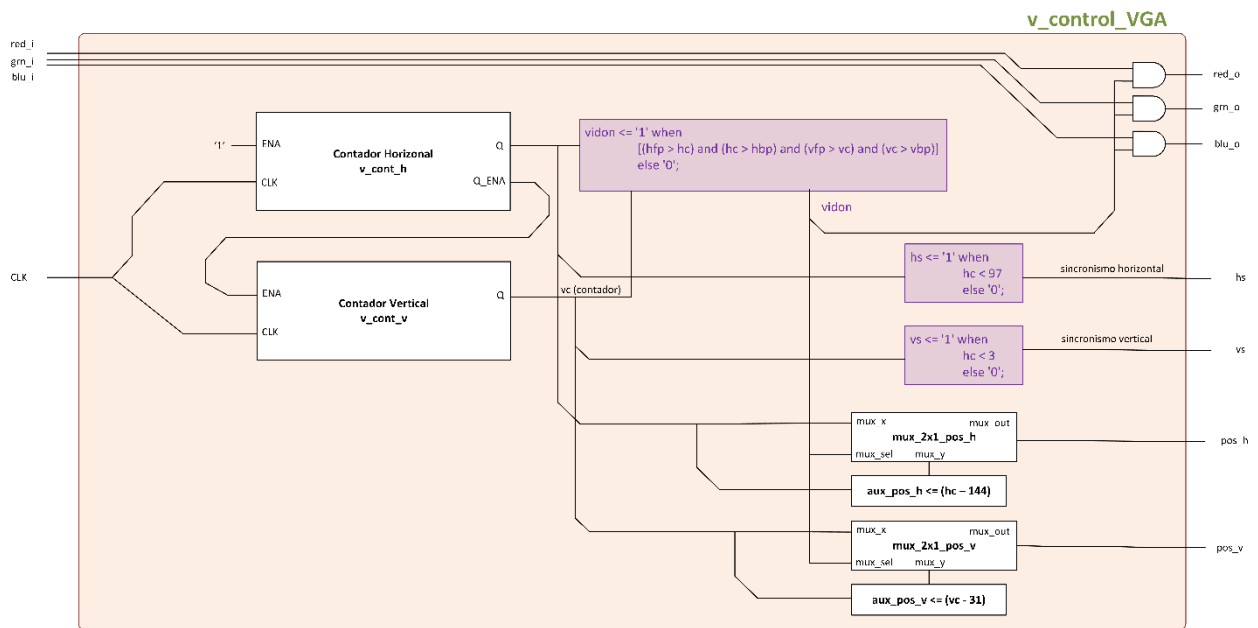 v_control_VGA
red_i
grn_i
blu_i
red_o
grn_o
blu_o
'1'
ENA
CLK
Contador Horizonal
v_cont_h
Q
Q_ENA
vidon <= '1' when
[(hfp > hc) and (hc > hbp) and (vfp > vc) and (vc > vbp)]
else '0';
vidon
CLK
ENA
CLK
Contador Vertical
v_cont_v
Q
vc (contador)
hs <= '1' when
hc < 97
else '0';
sincronismo horizontal
hs
vs <= '1' when
hc < 3
else '0';
sincronismo vertical
vs
mux_x
mux_out
mux_2x1_pos_h
mux_sel
mux_y
pos_h
aux_pos_h <= (hc – 144)
mux_x
mux_out
mux_2x1_pos_v
mux_sel
mux_y
pos_v
aux_pos_v <= (vc - 31)